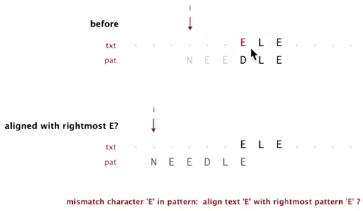 i
before
txt . . . . . . E L E . . . . .
pat N E E D L E
i
aligned with rightmost E?
txt . . . . . . E L E . . . . .
pat N E E D L E
mismatch character 'E' in pattern: align text 'E' with rightmost pattern 'E' ?